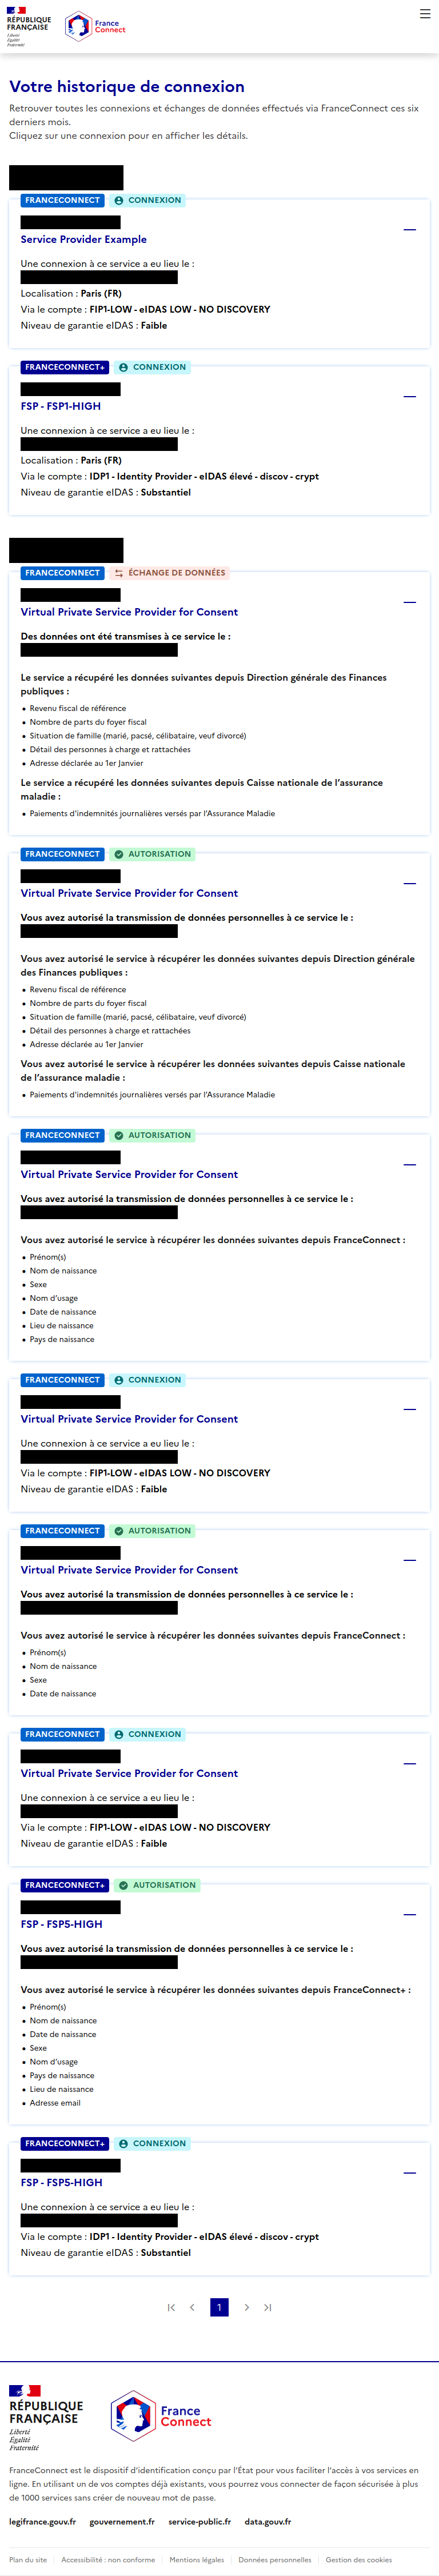 RÉPUBLIQUE
FRANÇAISE
Liberté
Égalité
Fraternité
France
Connect
Votre historique de connexion
Retrouver toutes les connexions et échanges de données effectués via FranceConnect ces six
derniers mois.
Cliquez sur une connexion pour en afficher les détails.
FRANCECONNECT CONNEXION
Service Provider Example
Une connexion à ce service a eu lieu le :
Localisation : Paris (FR)
Via le compte : FIP1-LOW - eIDAS LOW - NO DISCOVERY
Niveau de garantie eIDAS : Faible
FRANCECONNECT+ CONNEXION
FSP - FSP1-HIGH
Une connexion à ce service a eu lieu le :
Localisation : Paris (FR)
Via le compte : IDP1 - Identity Provider - eIDAS élevé - discov - crypt
Niveau de garantie eIDAS : Substantiel
FRANCECONNECT ÉCHANGE DE DONNÉES
Virtual Private Service Provider for Consent
Des données ont été transmises à ce service le :
Le service a récupéré les données suivantes depuis Direction générale des Finances
publiques :
Revenu fiscal de référence
Nombre de parts du foyer fiscal
Situation de famille (marié, pacsé, célibataire, veuf divorcé)
Détail des personnes à charge et rattachées
Adresse déclarée au 1er Janvier
Le service a récupéré les données suivantes depuis Caisse nationale de l'assurance
maladie :
Paiements d'indemnités journalières versés par l'Assurance Maladie
FRANCECONNECT AUTORISATION
Virtual Private Service Provider for Consent
Vous avez autorisé la transmission de données personnelles à ce service le :
Vous avez autorisé le service à récupérer les données suivantes depuis Direction générale
des Finances publiques :
Revenu fiscal de référence
Nombre de parts du foyer fiscal
Situation de famille (marié, pacsé, célibataire, veuf divorcé)
Détail des personnes à charge et rattachées
Adresse déclarée au 1er Janvier
Vous avez autorisé le service à récupérer les données suivantes depuis Caisse nationale
de l'assurance maladie :
Paiements d'indemnités journalières versés par l'Assurance Maladie
FRANCECONNECT AUTORISATION
Virtual Private Service Provider for Consent
Vous avez autorisé la transmission de données personnelles à ce service le :
Vous avez autorisé le service à récupérer les données suivantes depuis FranceConnect :
Prénom(s)
Nom de naissance
Sexe
Nom d'usage
Date de naissance
Lieu de naissance
Pays de naissance
FRANCECONNECT CONNEXION
Virtual Private Service Provider for Consent
Une connexion à ce service a eu lieu le :
Via le compte : FIP1-LOW - eIDAS LOW - NO DISCOVERY
Niveau de garantie eIDAS : Faible
FRANCECONNECT AUTORISATION
Virtual Private Service Provider for Consent
Vous avez autorisé la transmission de données personnelles à ce service le :
Vous avez autorisé le service à récupérer les données suivantes depuis FranceConnect :
Prénom(s)
Nom de naissance
Sexe
Date de naissance
FRANCECONNECT CONNEXION
Virtual Private Service Provider for Consent
Une connexion à ce service a eu lieu le :
Via le compte : FIP1-LOW - eIDAS LOW - NO DISCOVERY
Niveau de garantie eIDAS : Faible
FRANCECONNECT+ AUTORISATION
FSP - FSP5-HIGH
Vous avez autorisé la transmission de données personnelles à ce service le :
Vous avez autorisé le service à récupérer les données suivantes depuis FranceConnect+ :
Prénom(s)
Nom de naissance
Date de naissance
Sexe
Nom d'usage
Pays de naissance
Lieu de naissance
Adresse email
FRANCECONNECT+ CONNEXION
FSP - FSP5-HIGH
Une connexion à ce service a eu lieu le :
Via le compte : IDP1 - Identity Provider - eIDAS élevé - discov - crypt
Niveau de garantie eIDAS : Substantiel
1
RÉPUBLIQUE
FRANÇAISE
Liberté
Égalité
Fraternité
France
Connect
FranceConnect est le dispositif d'identification conçu par l'État pour vous faciliter l'accès à vos services en
ligne. En utilisant un de vos comptes déjà existants, vous pourrez vous connecter de façon sécurisée à plus
de 1000 services sans créer de nouveau mot de passe.
legifrance.gouv.fr gouvernement.fr service-public.fr data.gouv.fr
Plan du site Accessibilité : non conforme Mentions légales Données personnelles Gestion des cookies